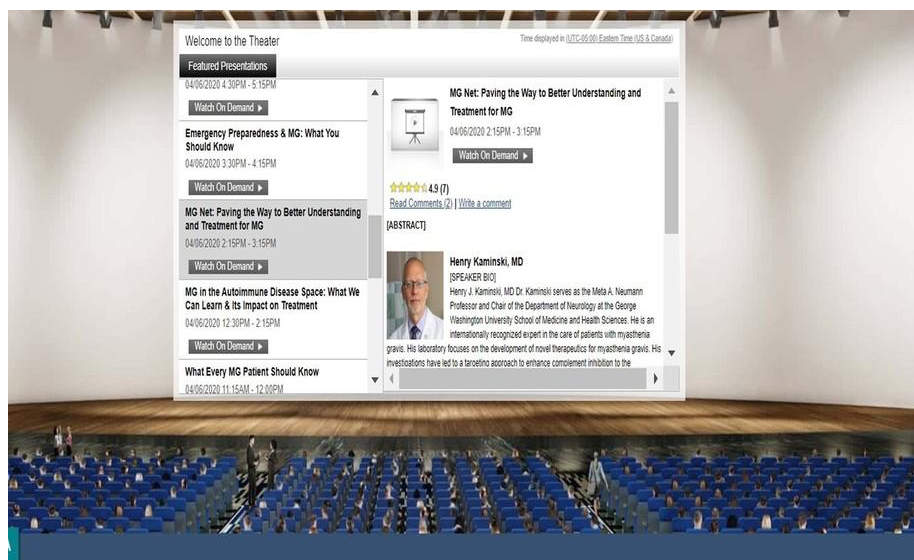 Welcome to the Theater
Time displayed in (UTC-05:00) Eastern Time (US & Canada)
Featured Presentations
04/06/2020 4:30PM - 5:15PM
Watch On Demand
Emergency Preparedness & MG: What You
Should Know
04/06/2020 3:30PM - 4:15PM
Watch On Demand
MG Net: Paving the Way to Better Understanding
and Treatment for MG
04/06/2020 2:15PM - 3:15PM
Watch On Demand
MG in the Autoimmune Disease Space: What We
Can Learn & Its Impact on Treatment
04/06/2020 12:30PM - 2:15PM
Watch On Demand
What Every MG Patient Should Know
04/06/2020 11:15AM - 12:00PM
MG Net: Paving the Way to Better Understanding and
Treatment for MG
04/06/2020 2:15PM - 3:15PM
Watch On Demand
4.9 (7)
Read Comments (2) | Write a comment
[ABSTRACT]
Henry Kaminski, MD
[SPEAKER BIO]
Henry J. Kaminski, MD Dr. Kaminski serves as the Meta A. Neumann
Professor and Chair of the Department of Neurology at the George
Washington University School of Medicine and Health Sciences. He is an
internationally recognized expert in the care of patients with myasthenia
gravis. His laboratory focuses on the development of novel therapeutics for myasthenia gravis. His
investigations have led to a targeting approach to enhance complement inhibition to the